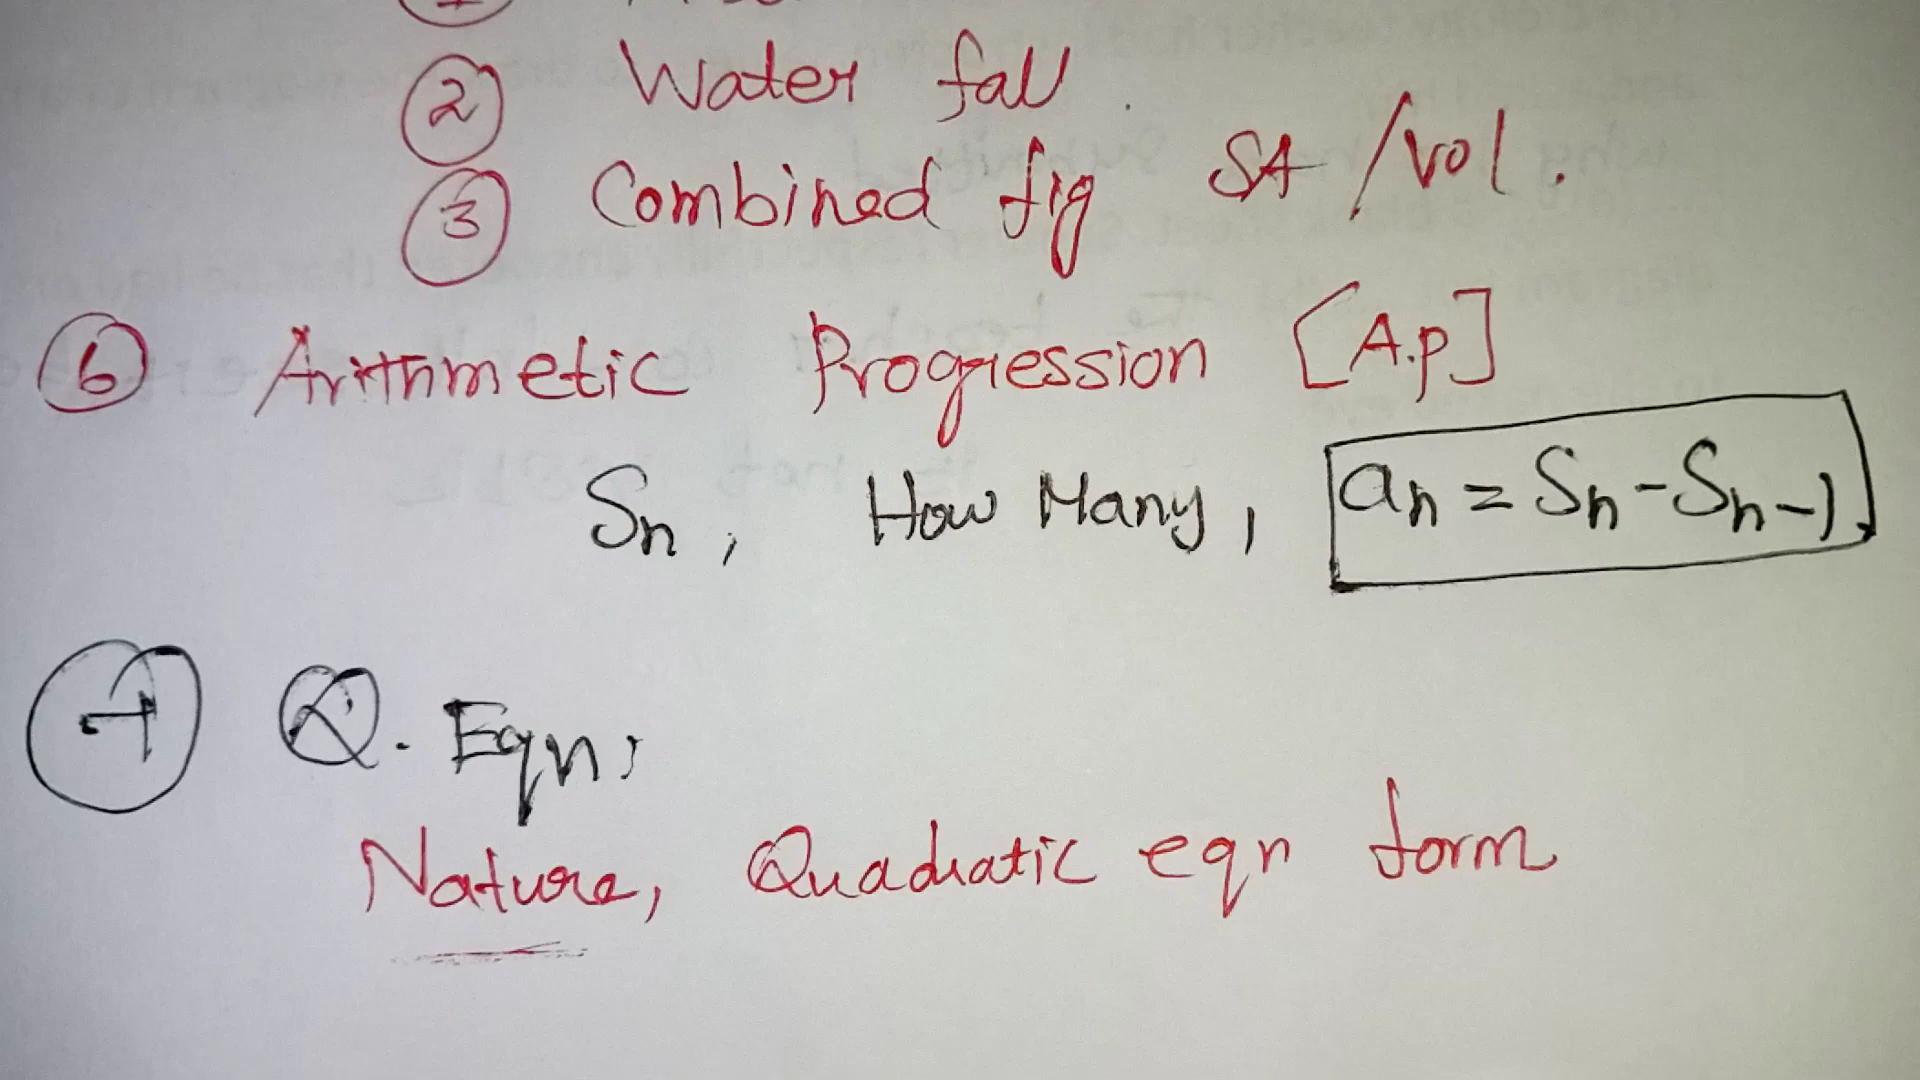 ② Water fall.
③ Combined fig SA/Vol.
⑥ Arithmetic Progression [A.p]
Sn, How Many, an = Sn - Sn-1.
⑦ Q. Eqn;
Nature, Quadratic eqn form